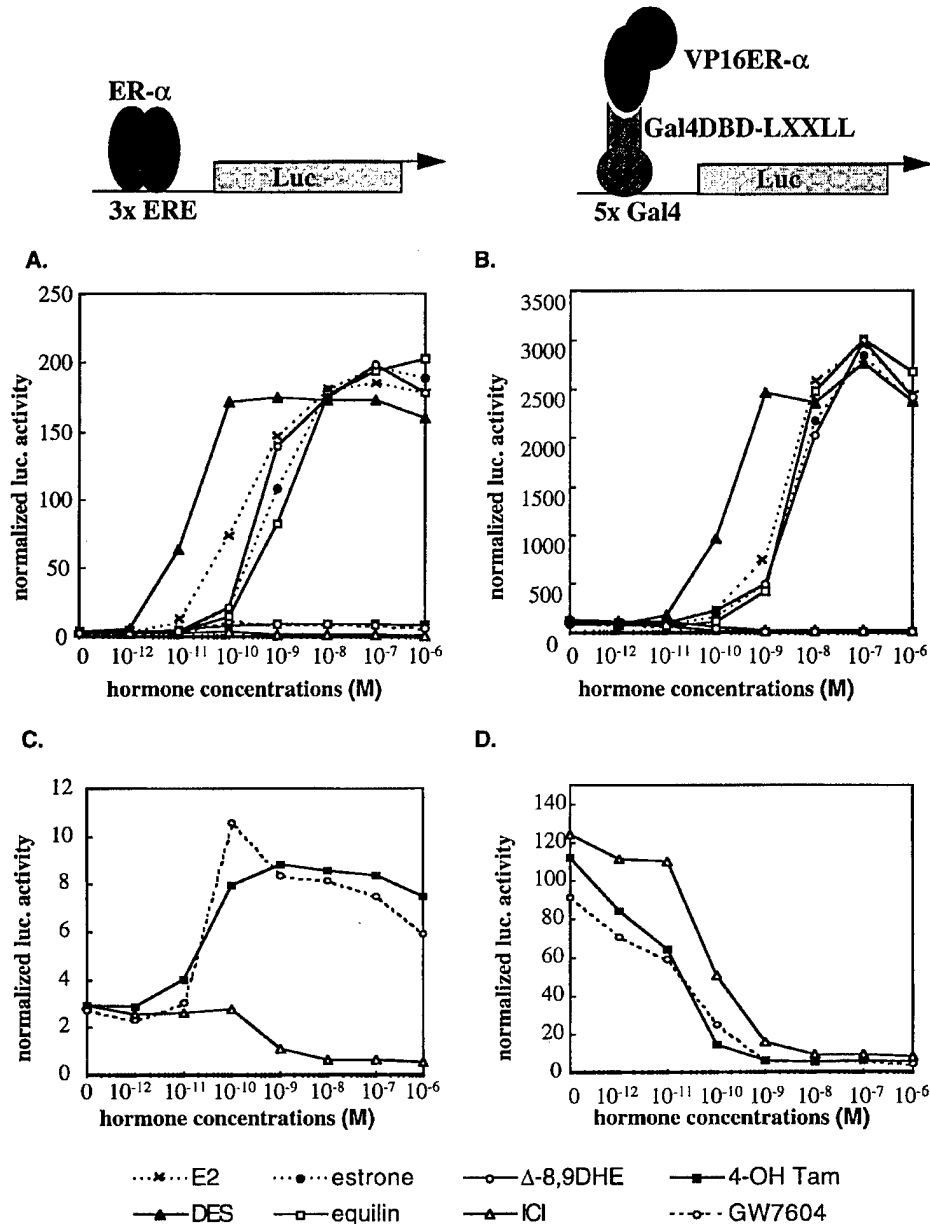 ER-α
Luc
3x ERE
VP16ER-α
Gal4DBD-LXXLL
Luc
5x Gal4
A.
normalized luc. activity
250
200
150
100
50
0
0 10-12 10-11 10-10 10-9 10-8 10-7 10-6
hormone concentrations (M)
B.
normalized luc. activity
3500
3000
2500
2000
1500
1000
500
0
0 10-12 10-11 10-10 10-9 10-8 10-7 10-6
hormone concentrations (M)
C.
normalized luc. activity
12
10
8
6
4
2
0
0 10-12 10-11 10-10 10-9 10-8 10-7 10-6
hormone concentrations (M)
D.
normalized luc. activity
140
120
100
80
60
40
20
0
0 10-12 10-11 10-10 10-9 10-8 10-7 10-6
hormone concentrations (M)
E2 estrone Δ-8,9DHE 4-OH Tam
DES equilin ICI GW7604